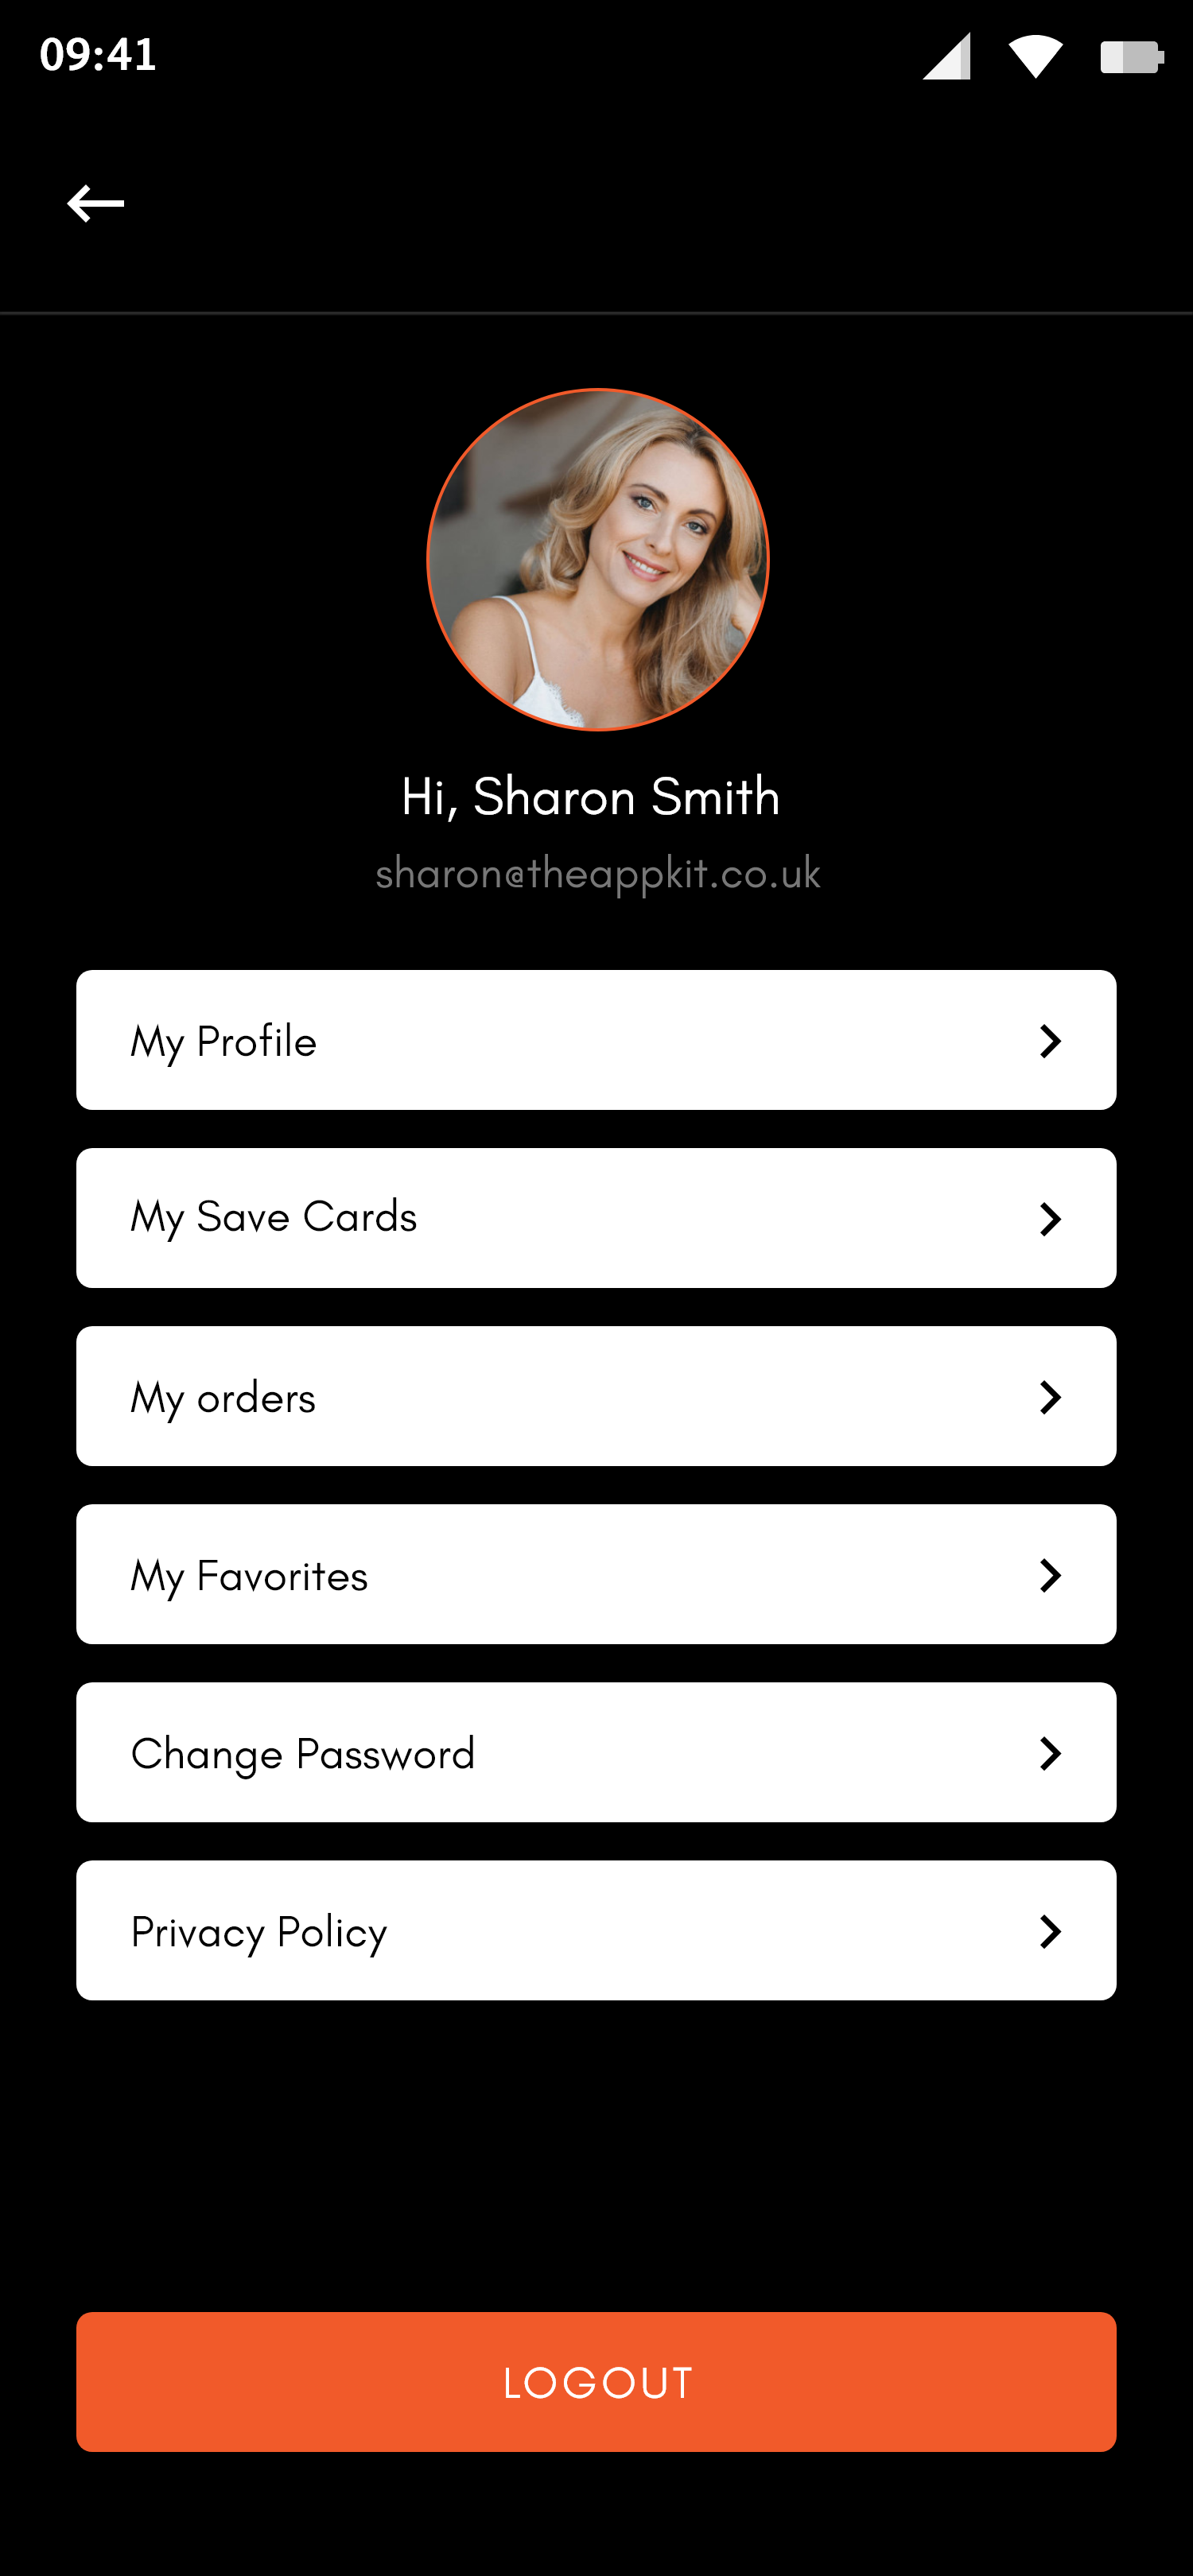 09:41
Hi, Sharon Smith
sharon@theappkit.co.uk
My Profile
My Save Cards
My orders
My Favorites
Change Password
Privacy Policy
LOGOUT